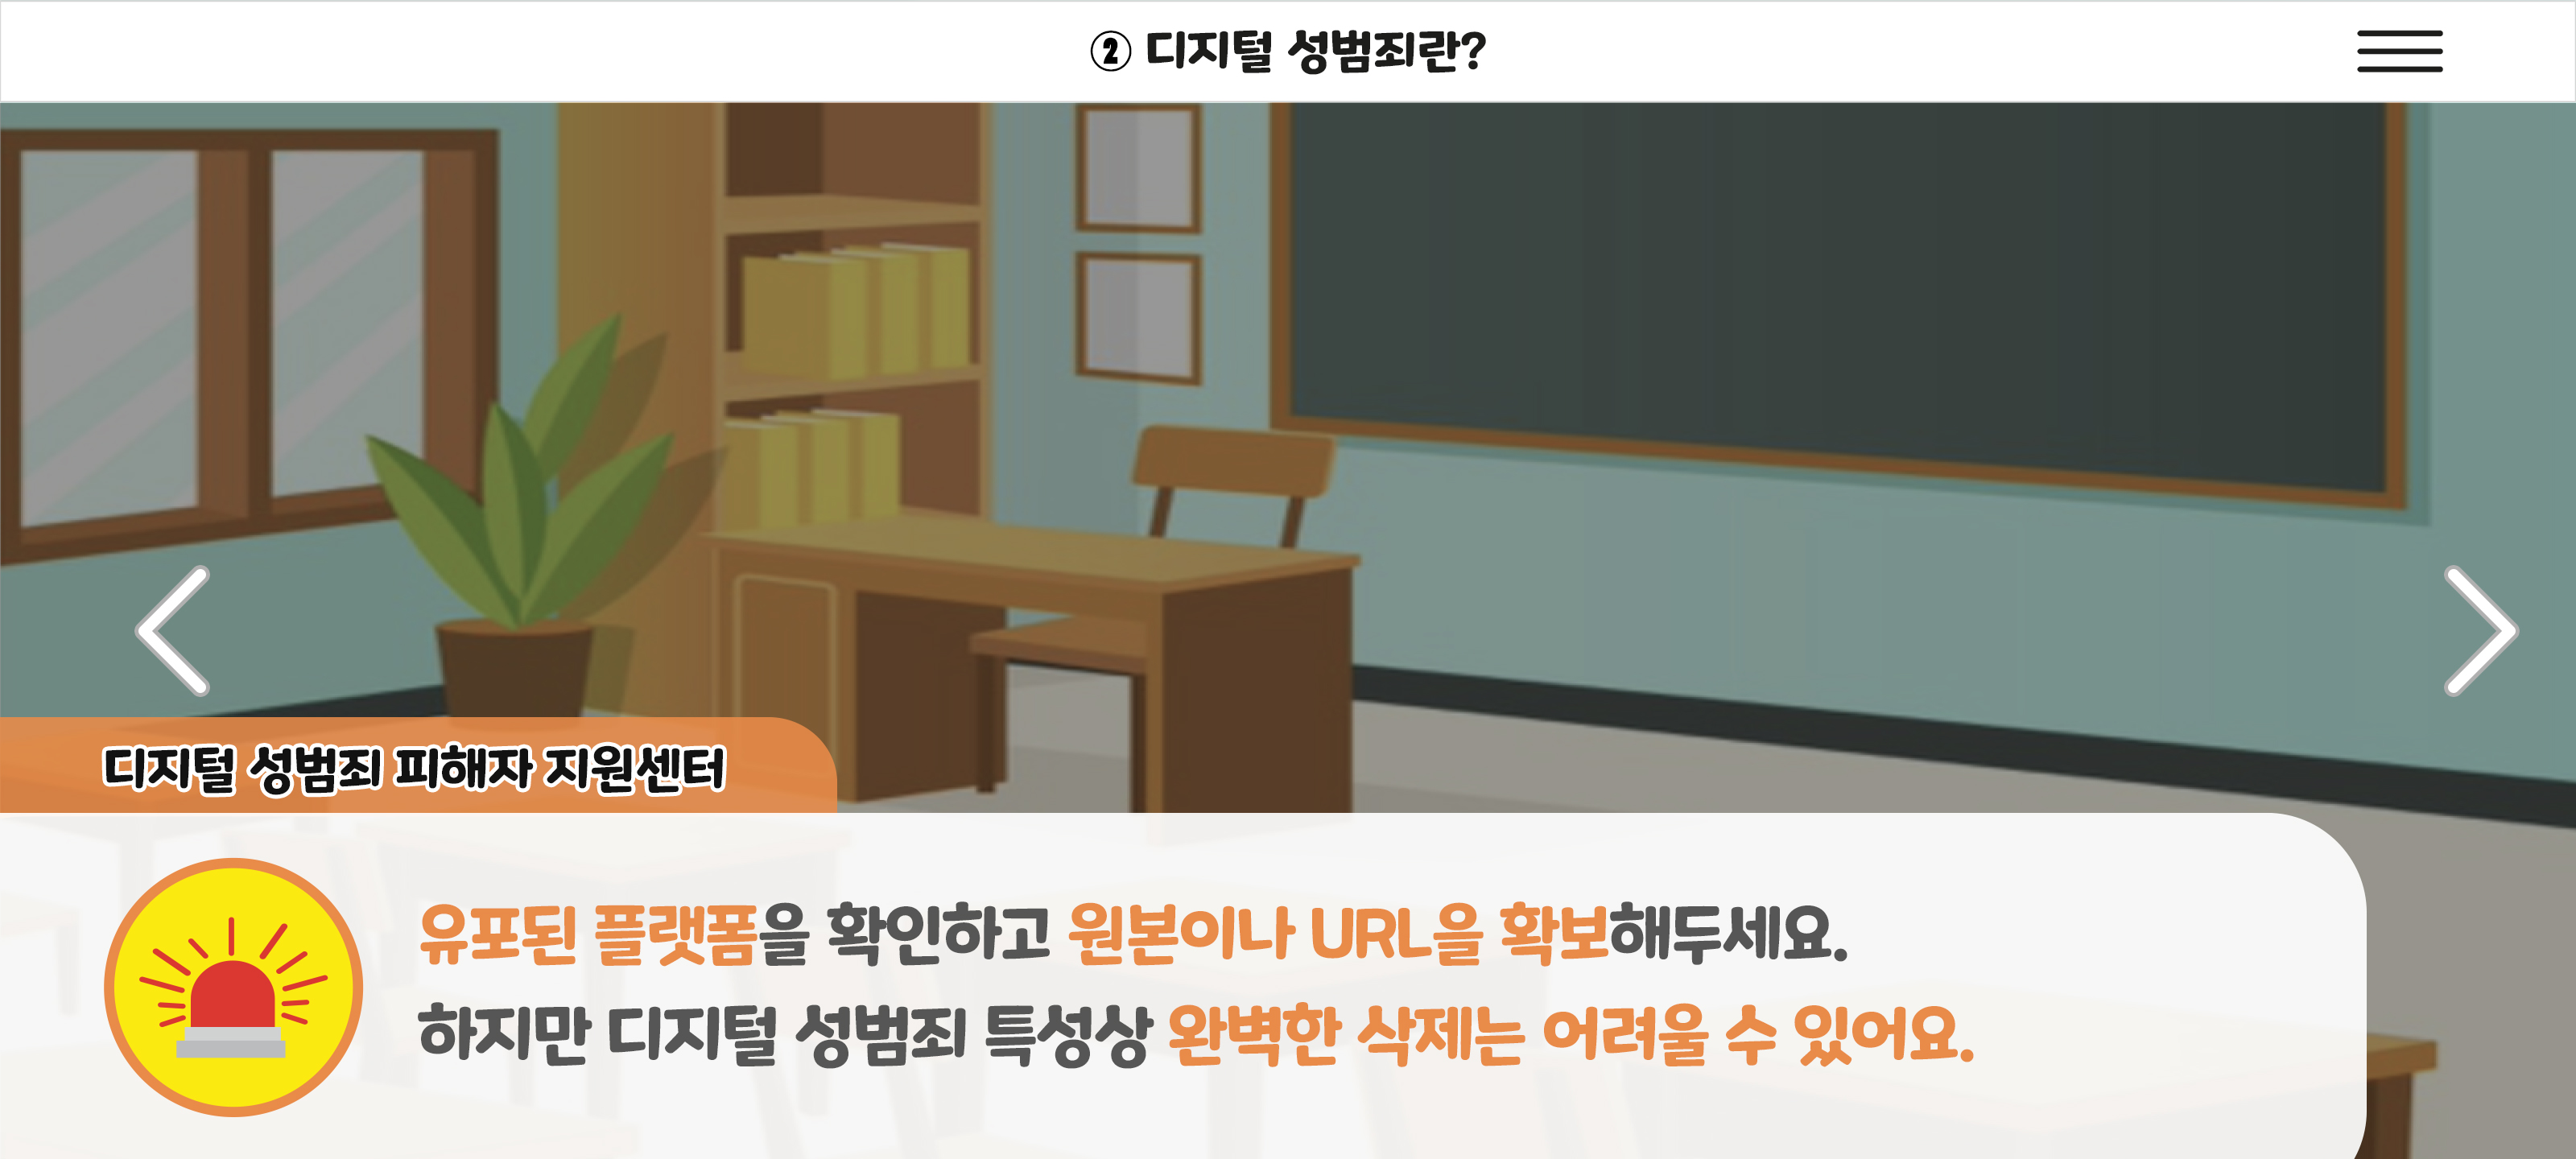 ② 디지털 성범죄란?
디지털 성범죄 피해자 지원센터
유포된 플랫폼을 확인하고 원본이나 URL을 확보해두세요.
하지만 디지털 성범죄 특성상 완벽한 삭제는 어려울 수 있어요.